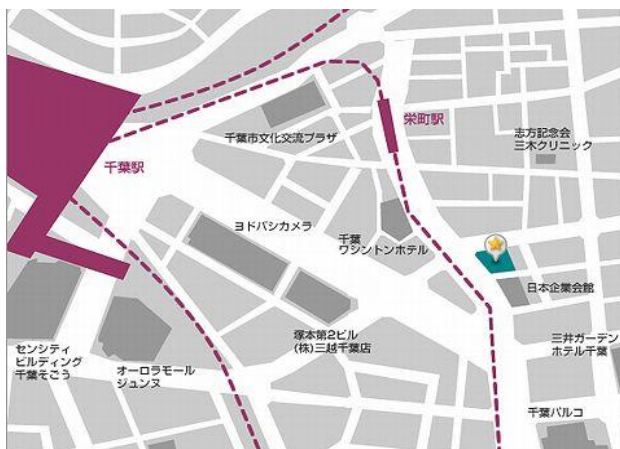 千葉市文化交流プラザ
栄町駅
志方記念会
三木クリニック
千葉駅
ヨドバシカメラ
千葉
ワシントンホテル
日本企業会館
塚本第2ビル
(株)三越千葉店
三井ガーデン
ホテル千葉
センシティ
ビルディング
千葉そごう
オーロラモール
ジュンヌ
千葉パルコ